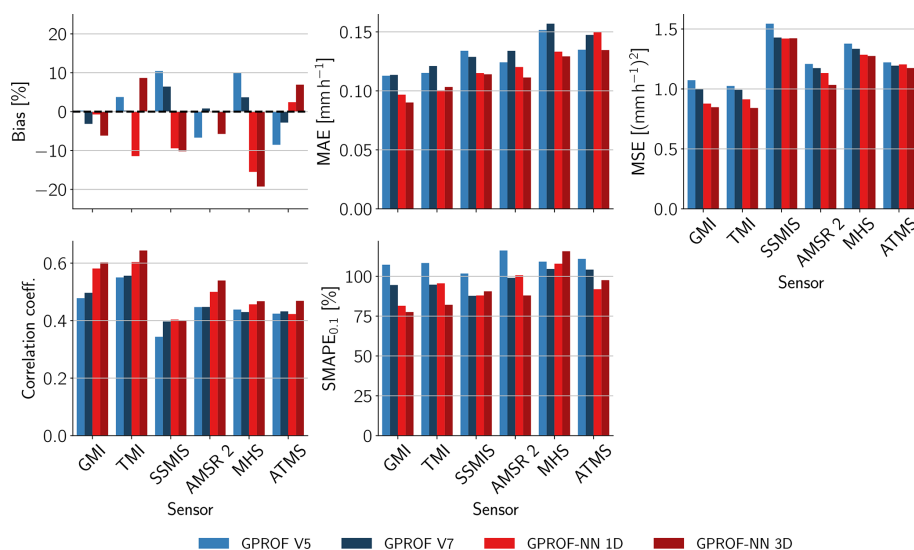 Bias [%]
20
10
0
−10
−20
MAE [mm h⁻¹]
0.15
0.10
0.05
0.00
MSE [(mm h⁻¹)²]
1.5
1.0
0.5
0.0
GMI
TMI
SSMIS
AMSR 2
MHS
ATMS
Sensor
Correlation coeff.
0.6
0.4
0.2
0.0
GMI
TMI
SSMIS
AMSR 2
MHS
ATMS
Sensor
SMAPE₀.₁ [%]
100
75
50
25
0
GMI
TMI
SSMIS
AMSR 2
MHS
ATMS
Sensor
GPROF V5
GPROF V7
GPROF-NN 1D
GPROF-NN 3D